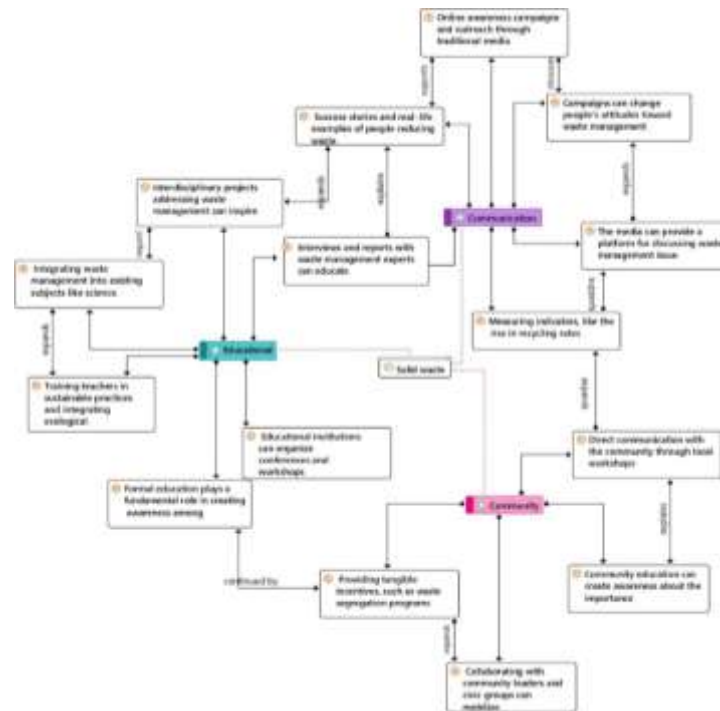 Online awareness campaigns
and outreach through
traditional media
Campaigns can change
people's attitudes toward
waste management
Success stories and real-life
examples of people reducing
waste.
Interdisciplinary projects
addressing waste
management can inspire
Communication
The media can provide a
platform for discussing waste
management issue
Interviews and reports with
waste management experts
can educate
Integrating waste
management into existing
subjects like science
Measuring indicators, like the
rise in recycling rates
Educational
Solid waste
Training teachers in
sustainable practices
and integrating
ecological
Educational institutions
can organize
conferences and
workshops
Direct communication with
the community through local
workshops
Formal education plays a
fundamental role in creating
awareness among
Community
continued by
Providing tangible
incentives, such as waste
segregation programs
Community education can
create awareness about the
importance
Collaborating with
community leaders and
civic groups can
mobilize